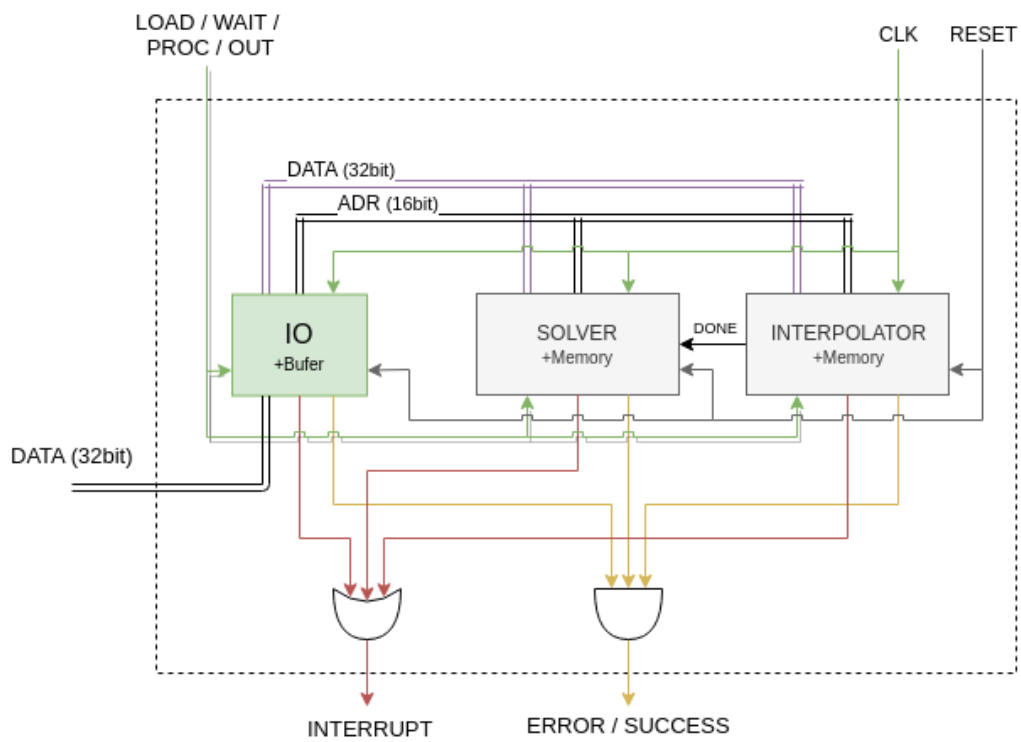 LOAD / WAIT /
PROC / OUT
CLK
RESET
DATA (32bit)
ADR (16bit)
IO
+Bufer
SOLVER
+Memory
DONE
INTERPOLATOR
+Memory
DATA (32bit)
INTERRUPT
ERROR / SUCCESS